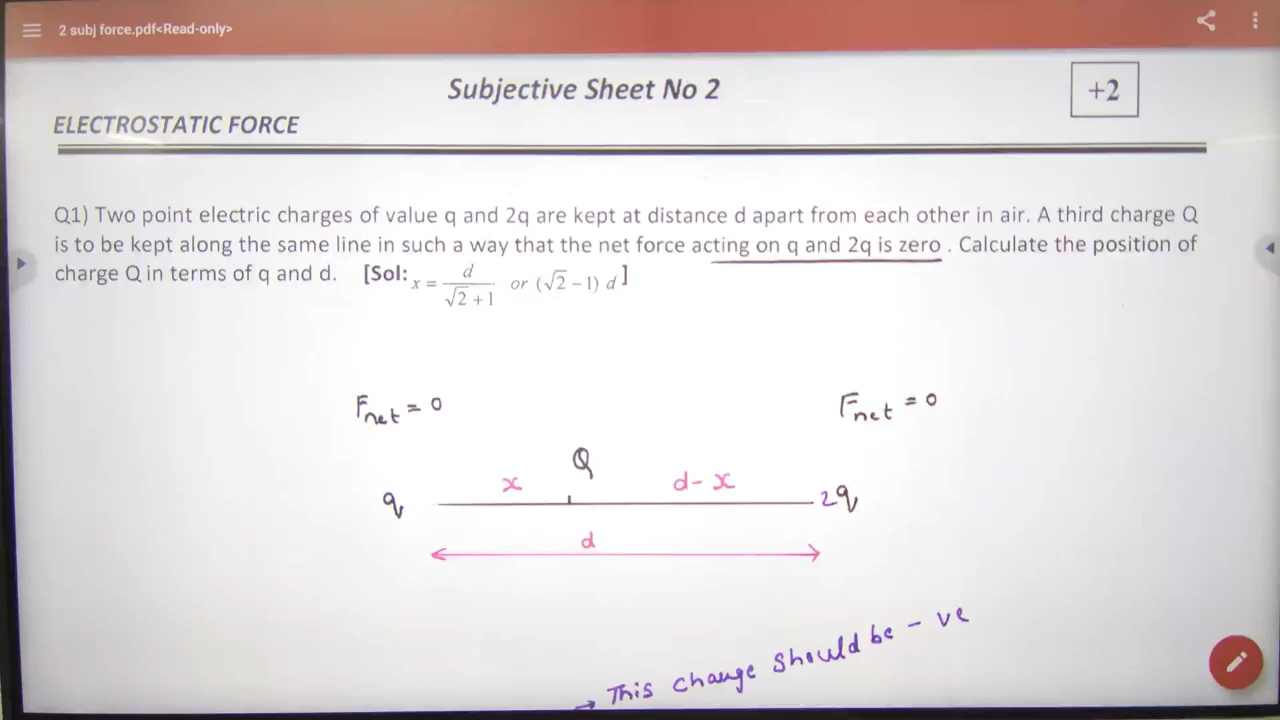 2 subj force.pdf<Read-only>
Subjective Sheet No 2
+2
ELECTROSTATIC FORCE
Q1) Two point electric charges of value q and 2q are kept at distance d apart from each other in air. A third charge Q
is to be kept along the same line in such a way that the net force acting on q and 2q is zero . Calculate the position of
charge Q in terms of q and d. [Sol: x = d/(√2 + 1) or (√2 − 1) d ]
Fnet = 0 Fnet = 0
Q
x d - x
q 2q
d
→ This change should be - ve